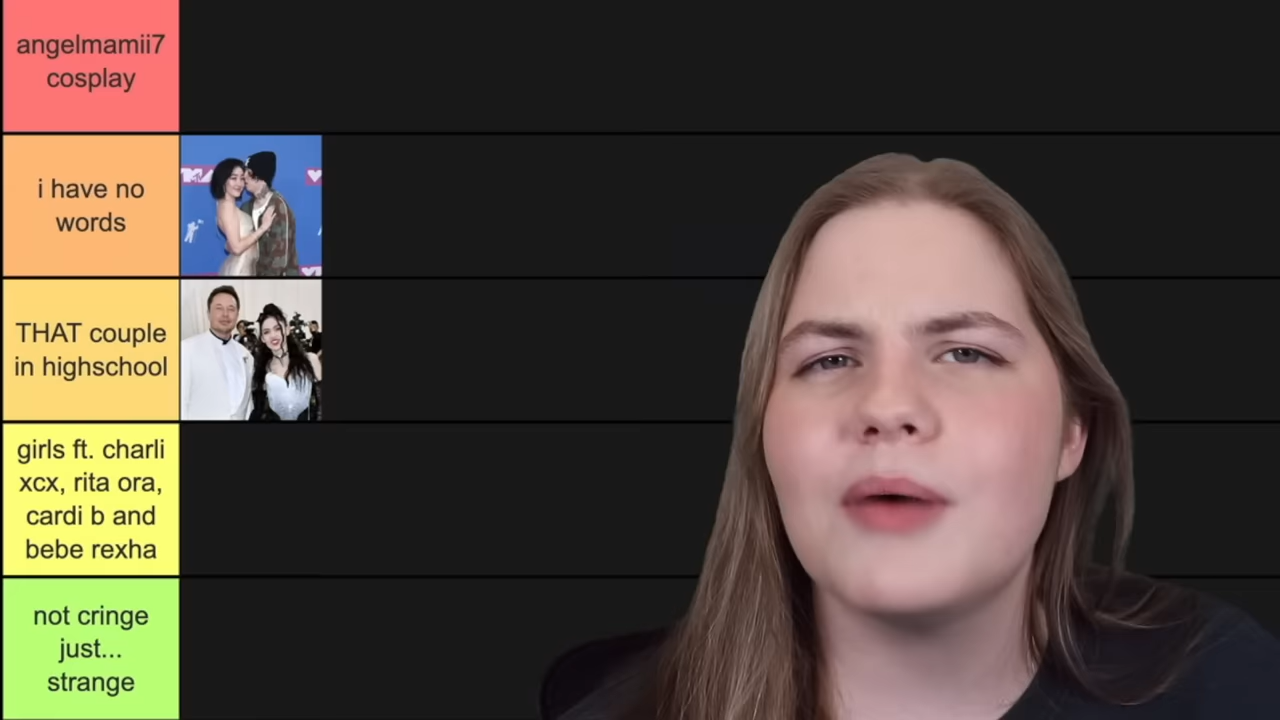 angelmamii7
cosplay
i have no
words
THAT couple
in highschool
girls ft. charli
xcx, rita ora,
cardi b and
bebe rexha
not cringe
just...
strange